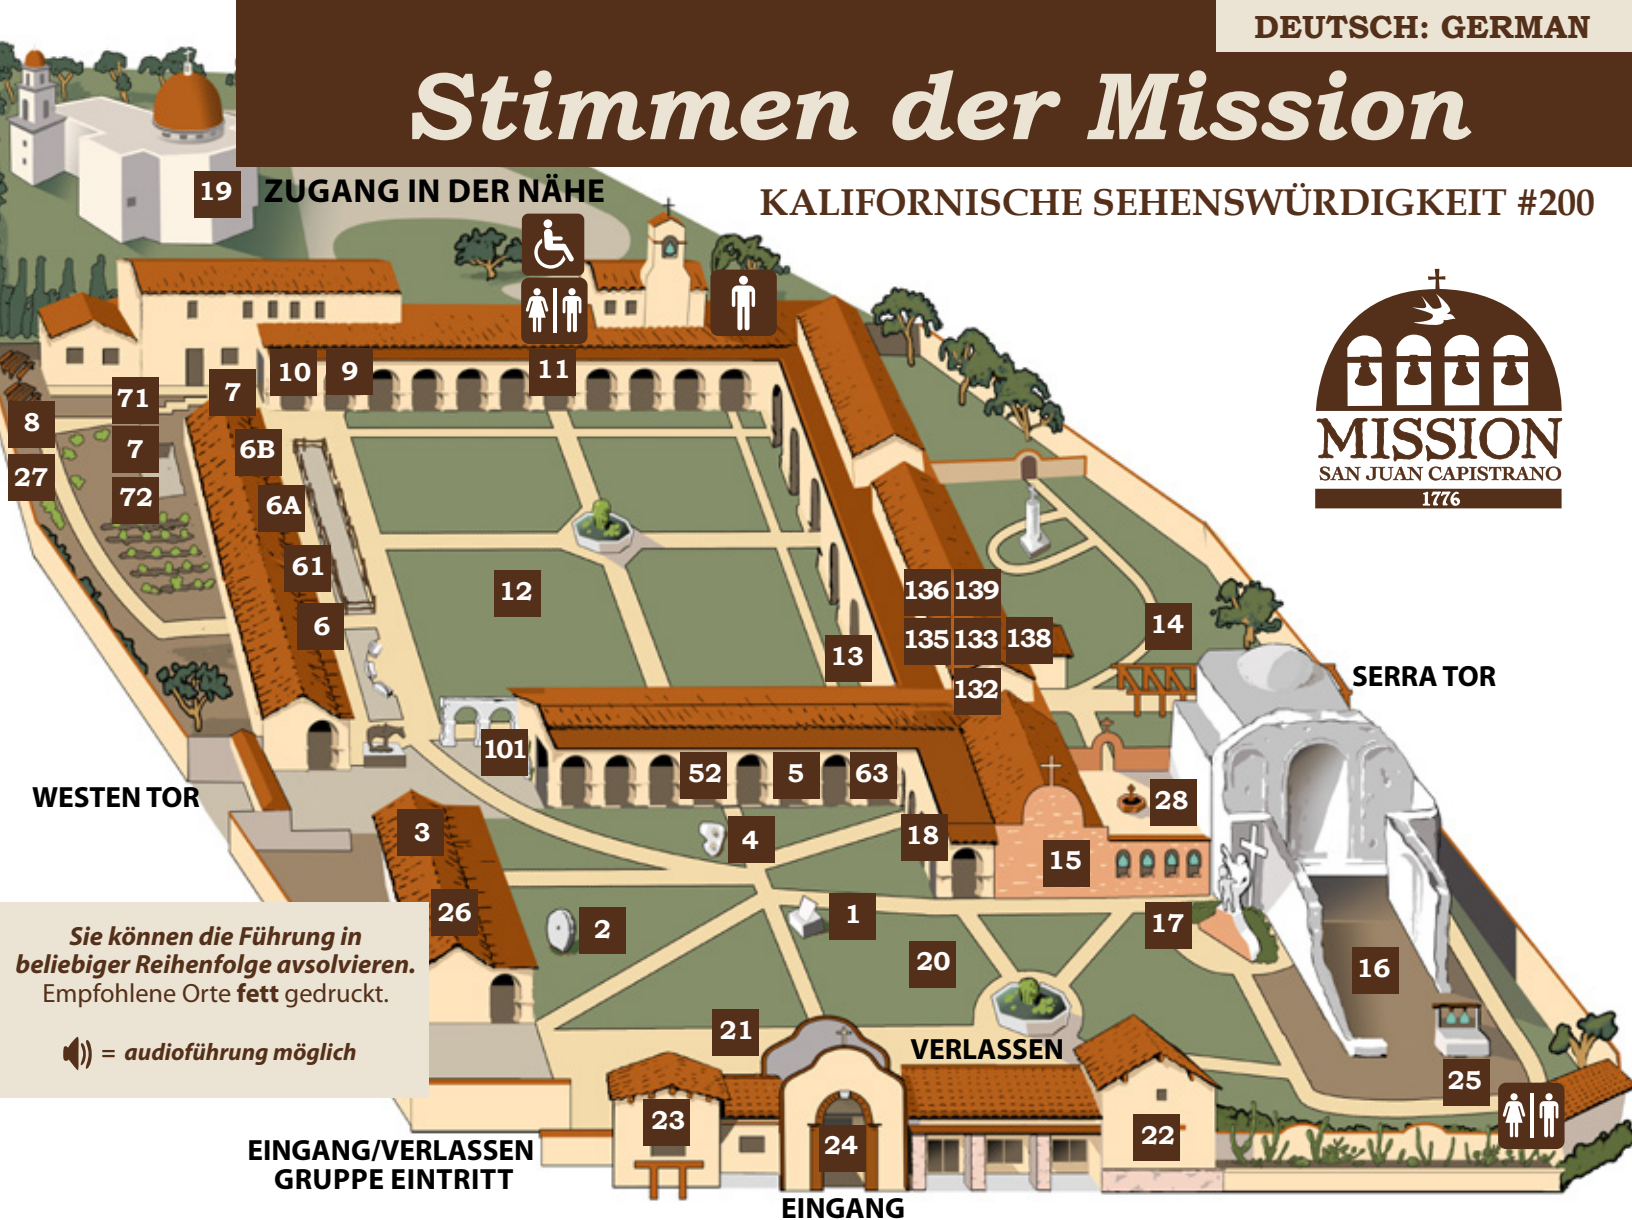 DEUTSCH: GERMAN
Stimmen der Mission
19
ZUGANG IN DER NÄHE
KALIFORNISCHE SEHENSWÜRDIGKEIT #200
MISSION
SAN JUAN CAPISTRANO
1776
10
9
11
7
71
8
7
6B
27
72
6A
61
6
12
136
139
135
133
138
14
13
132
SERRA TOR
101
52
5
63
28
WESTEN TOR
3
4
18
15
26
2
1
17
20
16
Sie können die Führung in
beliebiger Reihenfolge avsolvieren.
Empfohlene Orte fett gedruckt.
= audioführung möglich
21
VERLASSEN
25
23
24
22
EINGANG/VERLASSEN
GRUPPE EINTRITT
EINGANG